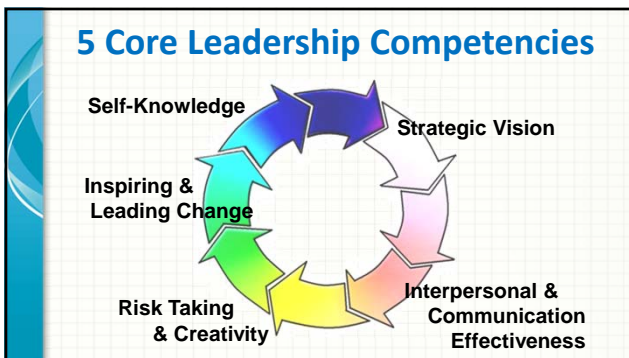 5 Core Leadership Competencies
Self-Knowledge
Strategic Vision
Inspiring &
Leading Change
Interpersonal &
Communication
Effectiveness
Risk Taking
& Creativity